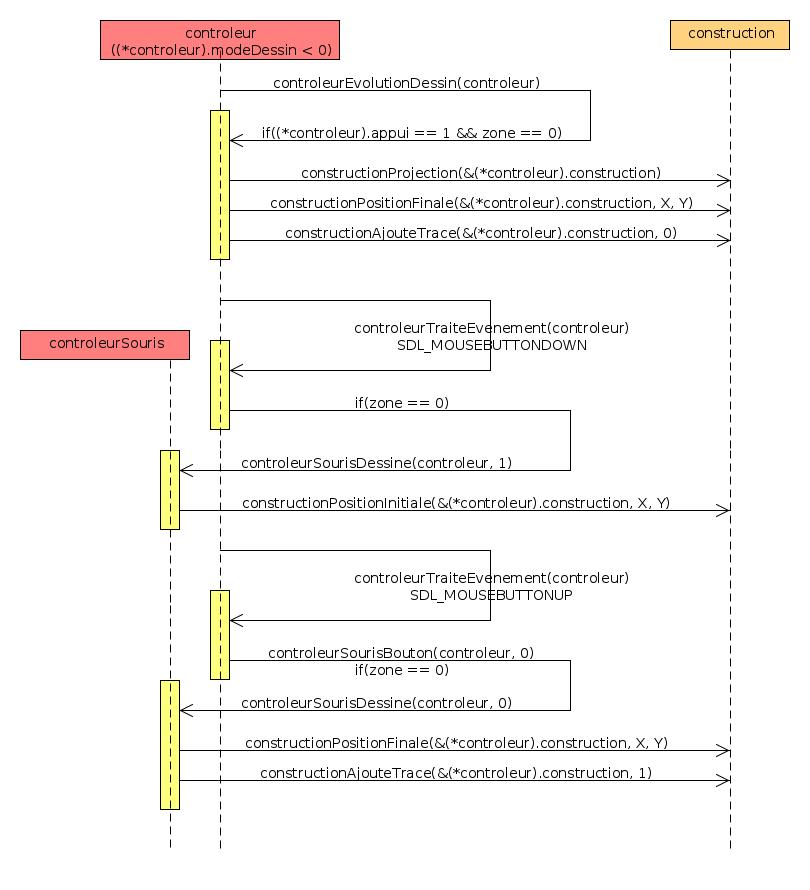 controleur
((*controleur).modeDessin < 0)
construction
controleurEvolutionDessin(controleur)
if((*controleur).appui == 1 && zone == 0)
constructionProjection(&(*controleur).construction)
constructionPositionFinale(&(*controleur).construction, X, Y)
constructionAjouteTrace(&(*controleur).construction, 0)
controleurTraiteEvenement(controleur)
SDL_MOUSEBUTTONDOWN
controleurSouris
if(zone == 0)
controleurSourisDessine(controleur, 1)
constructionPositionInitiale(&(*controleur).construction, X, Y)
controleurTraiteEvenement(controleur)
SDL_MOUSEBUTTONUP
controleurSourisBouton(controleur, 0)
if(zone == 0)
controleurSourisDessine(controleur, 0)
constructionPositionFinale(&(*controleur).construction, X, Y)
constructionAjouteTrace(&(*controleur).construction, 1)